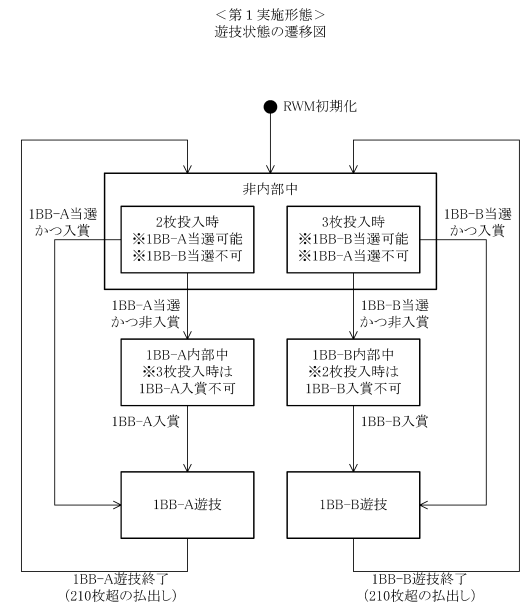 ＜第１実施形態＞
遊技状態の遷移図
RWM初期化
非内部中
2枚投入時
※1BB-A当選可能
※1BB-B当選不可
3枚投入時
※1BB-B当選可能
※1BB-A当選不可
1BB-A当選
かつ入賞
1BB-B当選
かつ入賞
1BB-A当選
かつ非入賞
1BB-B当選
かつ非入賞
1BB-A内部中
※3枚投入時は
1BB-A入賞不可
1BB-B内部中
※2枚投入時は
1BB-B入賞不可
1BB-A入賞
1BB-B入賞
1BB-A遊技
1BB-B遊技
1BB-A遊技終了
（210枚超の払出し）
1BB-B遊技終了
（210枚超の払出し）